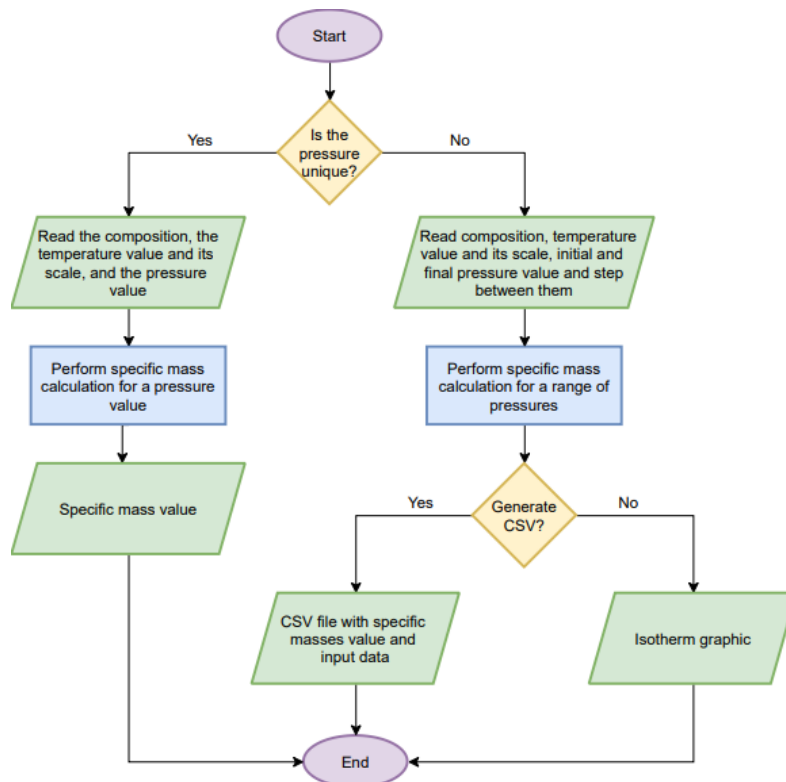 Start
Is the
pressure
unique?
Yes
No
Read the composition, the
temperature value and its
scale, and the pressure
value
Read composition, temperature
value and its scale, initial and
final pressure value and step
between them
Perform specific mass
calculation for a pressure
value
Perform specific mass
calculation for a range of
pressures
Specific mass value
Generate
CSV?
Yes
No
CSV file with specific
masses value and
input data
Isotherm graphic
End